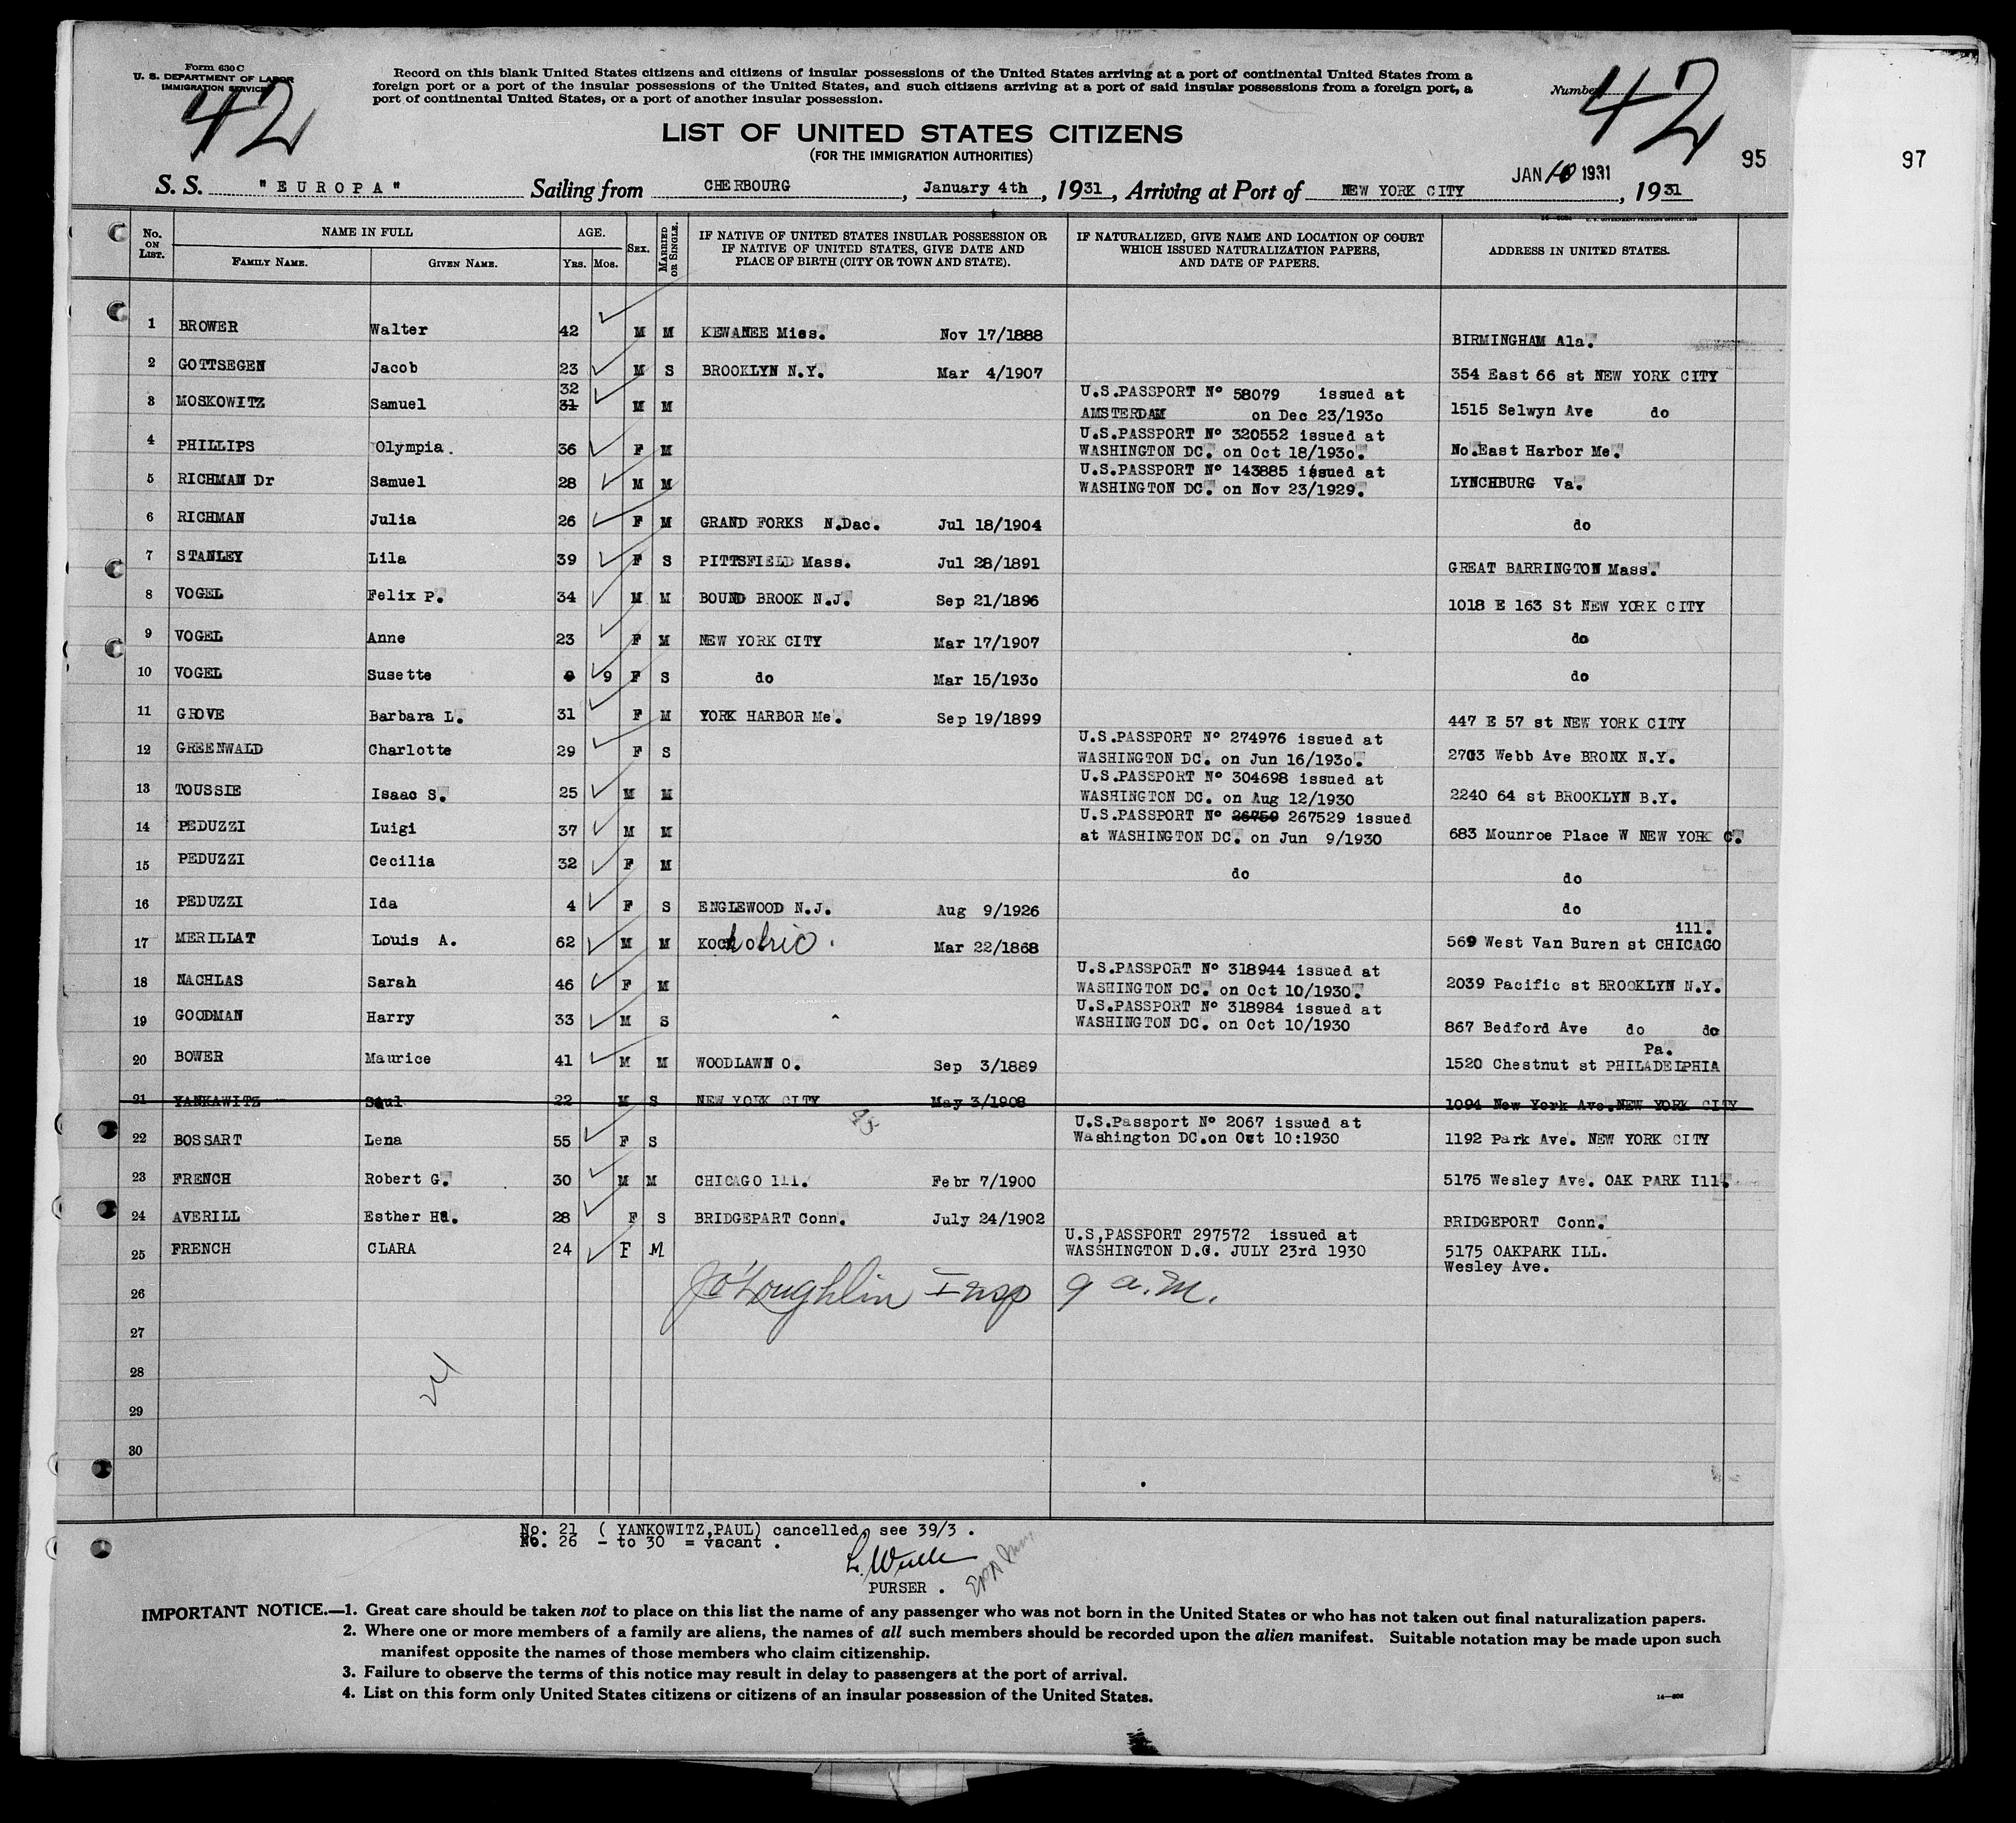 Form 630 C
U. S. DEPARTMENT OF LABOR
IMMIGRATION SERVICE
42
Record on this blank United States citizens and citizens of insular possessions of the United States arriving at a port of continental United States from a
foreign port or a port of the insular possessions of the United States, and such citizens arriving at a port of said insular possessions from a foreign port, a
port of continental United States, or a port of another insular possession.
Number
42
LIST OF UNITED STATES CITIZENS
(FOR THE IMMIGRATION AUTHORITIES)
95
97
JAN 10 1931
S. S. "EUROPA" Sailing from CHERBOURG, January 4th, 1931, Arriving at Port of NEW YORK CITY, 1931
No. ON LIST. NAME IN FULL FAMILY NAME. GIVEN NAME. AGE. Yrs. Mos. SEX. MARRIED OR SINGLE. IF NATIVE OF UNITED STATES INSULAR POSSESSION OR IF NATIVE OF UNITED STATES, GIVE DATE AND PLACE OF BIRTH (CITY OR TOWN AND STATE). IF NATURALIZED, GIVE NAME AND LOCATION OF COURT WHICH ISSUED NATURALIZATION PAPERS, AND DATE OF PAPERS. ADDRESS IN UNITED STATES.
1 BROWER Walter 42 M M KEWANEE Mies. Nov 17/1888 BIRMINGHAM Ala.
2 GOTTSEGEN Jacob 23 M S BROOKLYN N.Y. Mar 4/1907 354 East 66 st NEW YORK CITY
3 MOSKOWITZ Samuel 32 31 M M U.S.PASSPORT Nº 58079 issued at AMSTERDAM on Dec 23/1930 1515 Selwyn Ave do
4 PHILLIPS Olympia. 36 F M U.S.PASSPORT Nº 320552 issued at WASHINGTON DC. on Oct 18/1930. No.East Harbor Me.
5 RICHMAN Dr Samuel 28 M M U.S.PASSPORT Nº 143885 issued at WASHINGTON DC. on Nov 23/1929. LYNCHBURG Va.
6 RICHMAN Julia 26 F M GRAND FORKS N.Dac. Jul 18/1904 do
7 STANLEY Lila 39 F S PITTSFIELD Mass. Jul 28/1891 GREAT BARRINGTON Mass.
8 VOGEL Felix P. 34 M M BOUND BROOK N.J. Sep 21/1896 1018 E 163 St NEW YORK CITY
9 VOGEL Anne 23 F M NEW YORK CITY Mar 17/1907 do
10 VOGEL Susette 9 F S do Mar 15/1930 do
11 GROVE Barbara L. 31 F M YORK HARBOR Me. Sep 19/1899 447 E 57 st NEW YORK CITY
12 GREENWALD Charlotte 29 F S U.S.PASSPORT Nº 274976 issued at WASHINGTON DC. on Jun 16/1930. 2703 Webb Ave BRONX N.Y.
13 TOUSSIE Isaac S. 25 M M U.S.PASSPORT Nº 304698 issued at WASHINGTON DC. on Aug 12/1930 2240 64 st BROOKLYN B.Y.
14 PEDUZZI Luigi 37 M M U.S.PASSPORT Nº 26759 267529 issued at WASHINGTON DC. on Jun 9/1930 683 Mounroe Place W NEW YORK C.
15 PEDUZZI Cecilia 32 F M do do
16 PEDUZZI Ida 4 F S ENGLEWOOD N.J. Aug 9/1926 do
17 MERILLAT Louis A. 62 M M Mar 22/1868 569 West Van Buren st CHICAGO ill.
18 NACHLAS Sarah 46 F M U.S.PASSPORT Nº 318944 issued at WASHINGTON DC. on Oct 10/1930. 2039 Pacific st BROOKLYN N.Y.
19 GOODMAN Harry 33 M S U.S.PASSPORT Nº 318984 issued at WASHINGTON DC. on Oct 10/1930 867 Bedford Ave do do
20 BOWER Maurice 41 M M WOODLAWN O. Sep 3/1889 1520 Chestnut st PHILADELPHIA Pa.
21 YANKAWITZ Saul 22 M S NEW YORK CITY May 3/1908 1094 New York Ave.NEW YORK CITY
22 BOSSART Lena 55 F S U.S.Passport Nº 2067 issued at Washington DC.on Oct 10:1930 1192 Park Ave. NEW YORK CITY
23 FRENCH Robert G. 30 M M CHICAGO ill. Febr 7/1900 5175 Wesley Ave. OAK PARK Ill.
24 AVERILL Esther 28 F S BRIDGEPART Conn. July 24/1902 BRIDGEPORT Conn.
25 FRENCH CLARA 24 F M U.S,PASSPORT 297572 issued at WASSHINGTON D.C. JULY 23rd 1930 5175 OAKPARK ILL. Wesley Ave.
26 J O'Loughlin Insp 9 a.m.
27
28
29
30
No. 21 ( YANKOWITZ,PAUL) cancelled, see 39/3 .
No. 26 - to 30 = vacant .
PURSER .
IMPORTANT NOTICE.—1. Great care should be taken not to place on this list the name of any passenger who was not born in the United States or who has not taken out final naturalization papers.
2. Where one or more members of a family are aliens, the names of all such members should be recorded upon the alien manifest. Suitable notation may be made upon such
manifest opposite the names of those members who claim citizenship.
3. Failure to observe the terms of this notice may result in delay to passengers at the port of arrival.
4. List on this form only United States citizens or citizens of an insular possession of the United States.